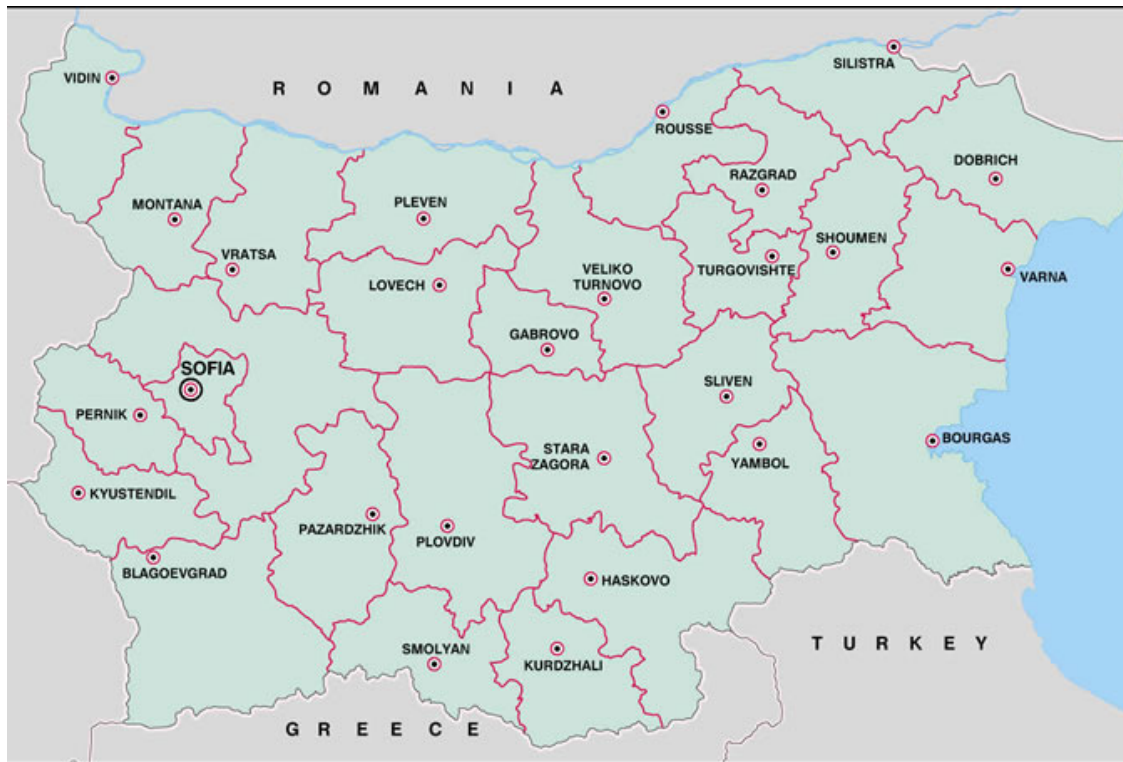 SILISTRA
VIDIN
ROMANIA
ROUSSE
DOBRICH
RAZGRAD
MONTANA
PLEVEN
SHOUMEN
VRATSA
VELIKO
TURNOVO
TURGOVISHTE
VARNA
LOVECH
GABROVO
SOFIA
SLIVEN
PERNIK
BOURGAS
STARA
ZAGORA
YAMBOL
KYUSTENDIL
PAZARDZHIK
PLOVDIV
BLAGOEVGRAD
HASKOVO
TURKEY
SMOLYAN
KURDZHALI
GREECE